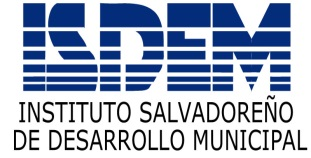 ISDEM
INSTITUTO SALVADOREÑO
DE DESARROLLO MUNICIPAL